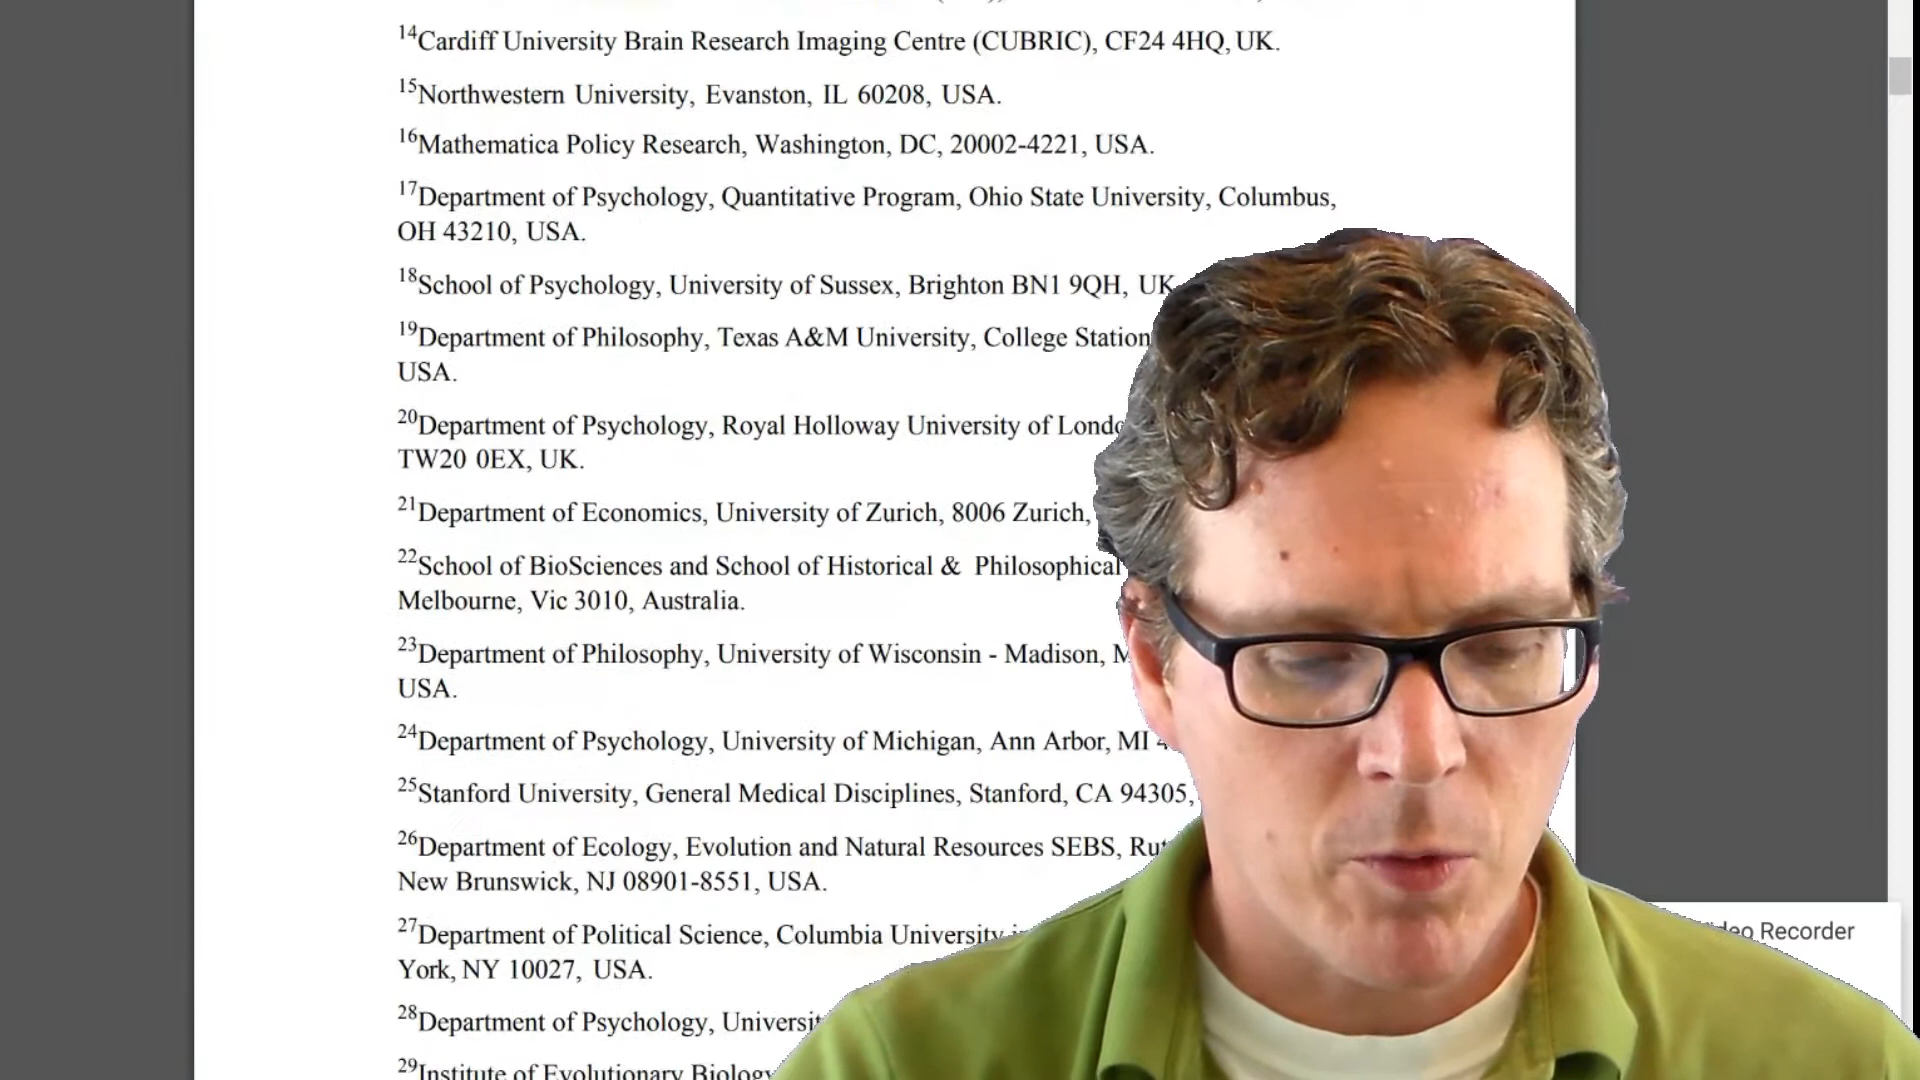 14Cardiff University Brain Research Imaging Centre (CUBRIC), CF24 4HQ, UK.
15Northwestern University, Evanston, IL 60208, USA.
16Mathematica Policy Research, Washington, DC, 20002-4221, USA.
17Department of Psychology, Quantitative Program, Ohio State University, Columbus,
OH 43210, USA.
18School of Psychology, University of Sussex, Brighton BN1 9QH, UK
19Department of Philosophy, Texas A&M University, College Station
USA.
20Department of Psychology, Royal Holloway University of
TW20 0EX, UK.
21Department of Economics, University of Zurich, 8006 Zurich,
22School of BioSciences and School of Historical & Philosophical
Melbourne, Vic 3010, Australia.
23Department of Philosophy, University of Wisconsin - Madison,
USA.
24Department of Psychology, University of Michigan, Ann Arbor, MI
25Stanford University, General Medical Disciplines, Stanford, CA 94305,
26Department of Ecology, Evolution and Natural Resources SEBS,
New Brunswick, NJ 08901-8551, USA.
27Department of Political Science, Columbia University
York, NY 10027, USA.
28Department of Psychology,
29Institute of Evolutionary Biology
Recorder